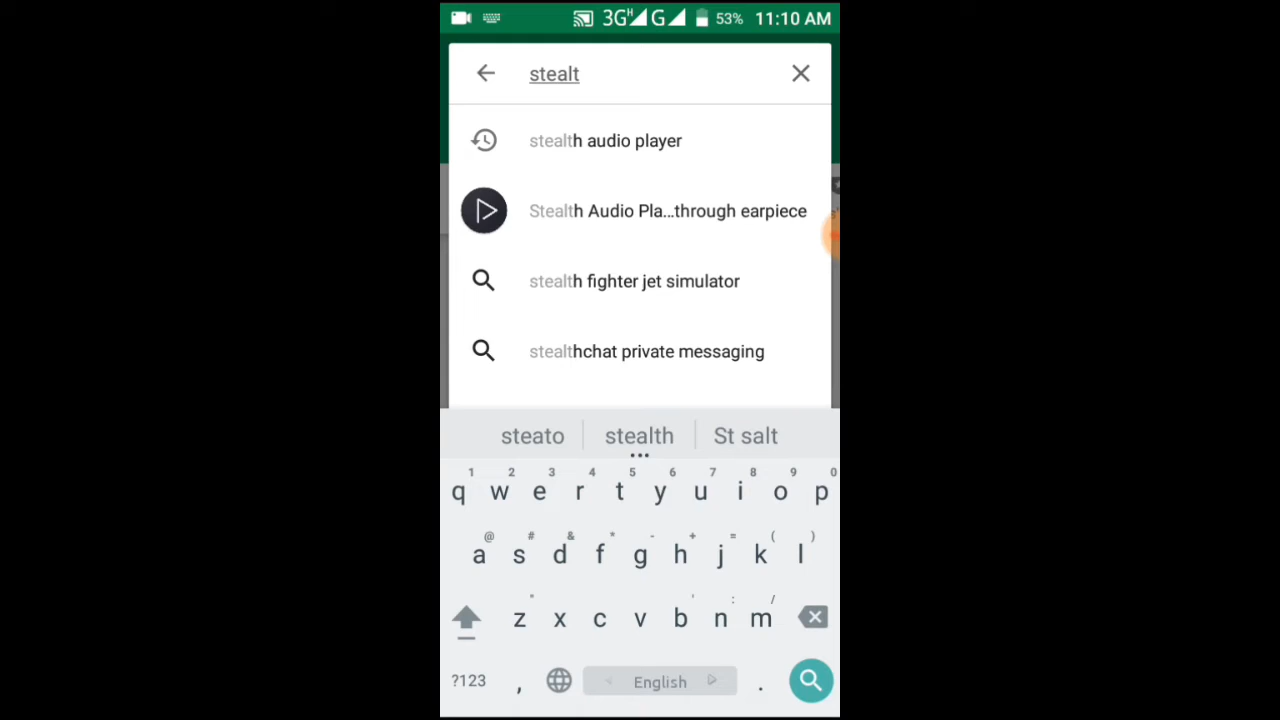 3G H G 53% 11:10 AM
stealt
stealth audio player
Stealth Audio Pla...through earpiece
stealth fighter jet simulator
stealthchat private messaging
steato stealth St salt
1 2 3 4 5 6 7 8 9 0
q w e r t y u i o p
@ # & * - + = ( )
a s d f g h j k l
" ' : /
z x c v b n m
?123 , English .